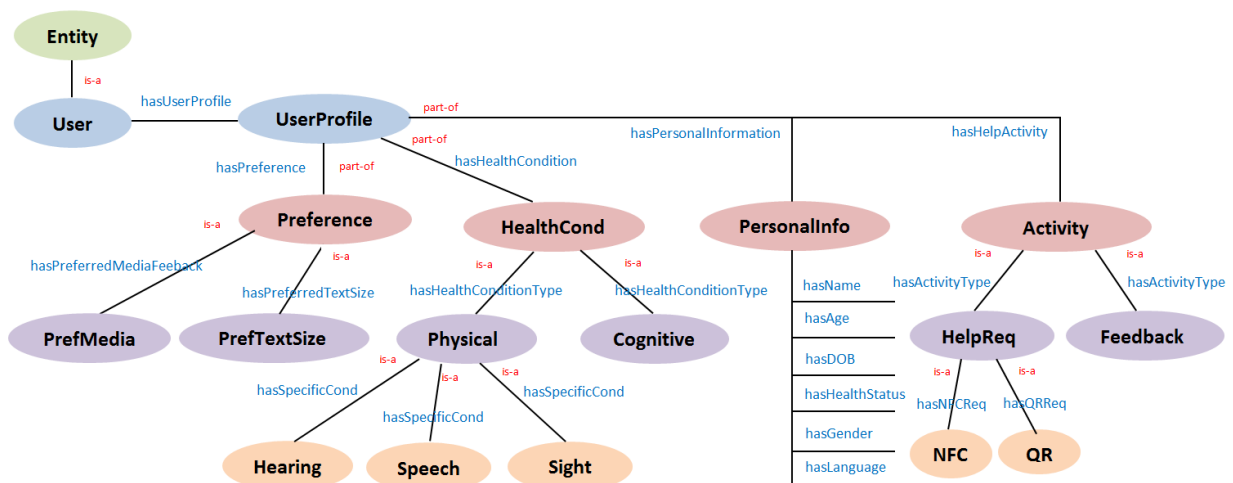 Entity
is-a
User
hasUserProfile
UserProfile
part-of
part-of
hasPersonalInformation
hasHelpActivity
hasPreference
part-of
hasHealthCondition
Preference
HealthCond
PersonalInfo
Activity
is-a
is-a
is-a
is-a
is-a
is-a
hasPreferredMediaFeeback
hasPreferredTextSize
hasHealthConditionType
hasHealthConditionType
hasName
hasActivityType
hasActivityType
PrefMedia
PrefTextSize
Physical
Cognitive
hasAge
HelpReq
Feedback
hasDOB
is-a
is-a
is-a
is-a
is-a
hasSpecificCond
hasSpecificCond
hasSpecificCond
hasHealthStatus
hasNFCReq
hasQRReq
hasGender
Hearing
Speech
Sight
hasLanguage
NFC
QR